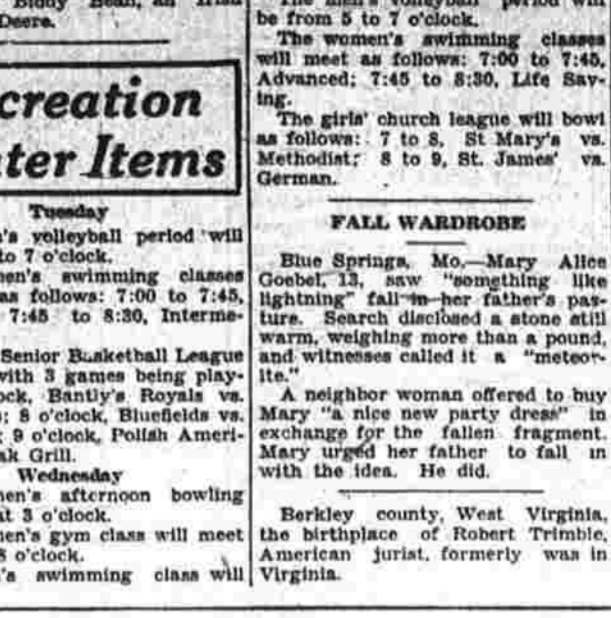 Deere.
creation
ter Items
Tuesday
's volleyball period will
to 7 o'clock.
en's swimming classes
as follows: 7:00 to 7:45,
7:45 to 8:30, Interme-
Senior Basketball League
with 3 games being play-
ock, Bantly's Royals vs.
; 8 o'clock, Bluefields vs.
; 9 o'clock, Polish Ameri-
ak Grill.
Wednesday
en's afternoon bowling
at 3 o'clock.
en's gym class will meet
8 o'clock.
's swimming class will
be from 5 to 7 o'clock.
The women's swimming classes
will meet as follows: 7:00 to 7:45,
Advanced; 7:45 to 8:30, Life Sav-
ing.
The girls' church league will bowl
as follows: 7 to 8, St Mary's vs.
Methodist; 8 to 9, St. James' vs.
German.
FALL WARDROBE
Blue Springs, Mo.—Mary Alice
Goebel, 13, saw "something like
lightning" fall in her father's pas-
ture. Search disclosed a stone still
warm, weighing more than a pound,
and witnesses called it a "meteor-
ite."
A neighbor woman offered to buy
Mary "a nice new party dress" in
exchange for the fallen fragment.
Mary urged her father to fall in
with the idea. He did.
Berkley county, West Virginia,
the birthplace of Robert Trimble,
American jurist, formerly was in
Virginia.